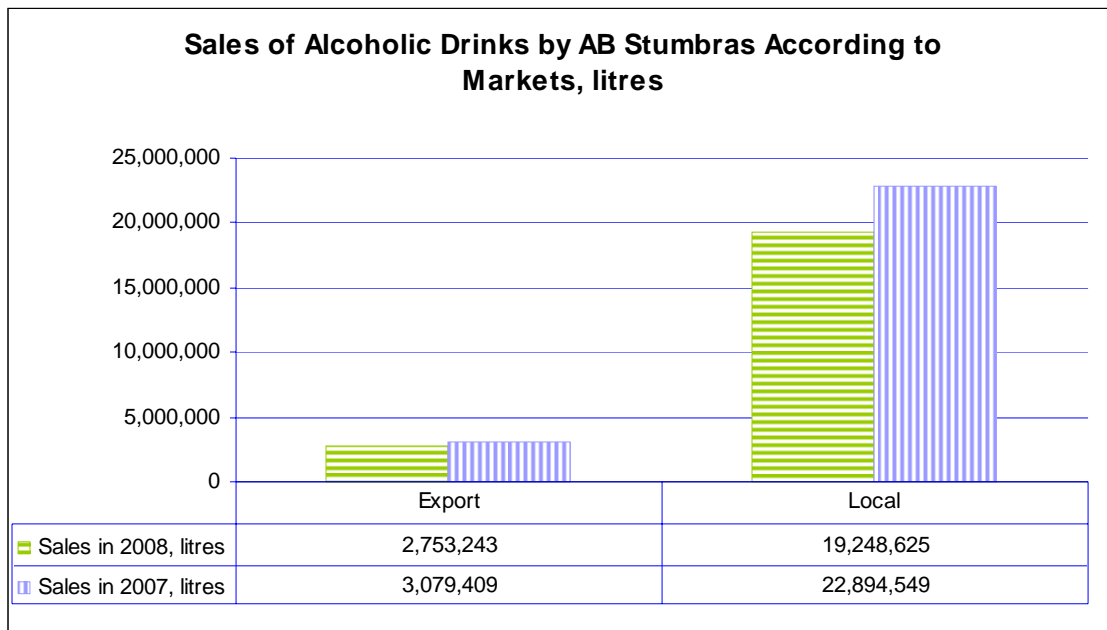 Sales of Alcoholic Drinks by AB Stumbras According to
Markets, litres
25,000,000
20,000,000
15,000,000
10,000,000
5,000,000
0
Export Local
Sales in 2008, litres 2,753,243 19,248,625
Sales in 2007, litres 3,079,409 22,894,549